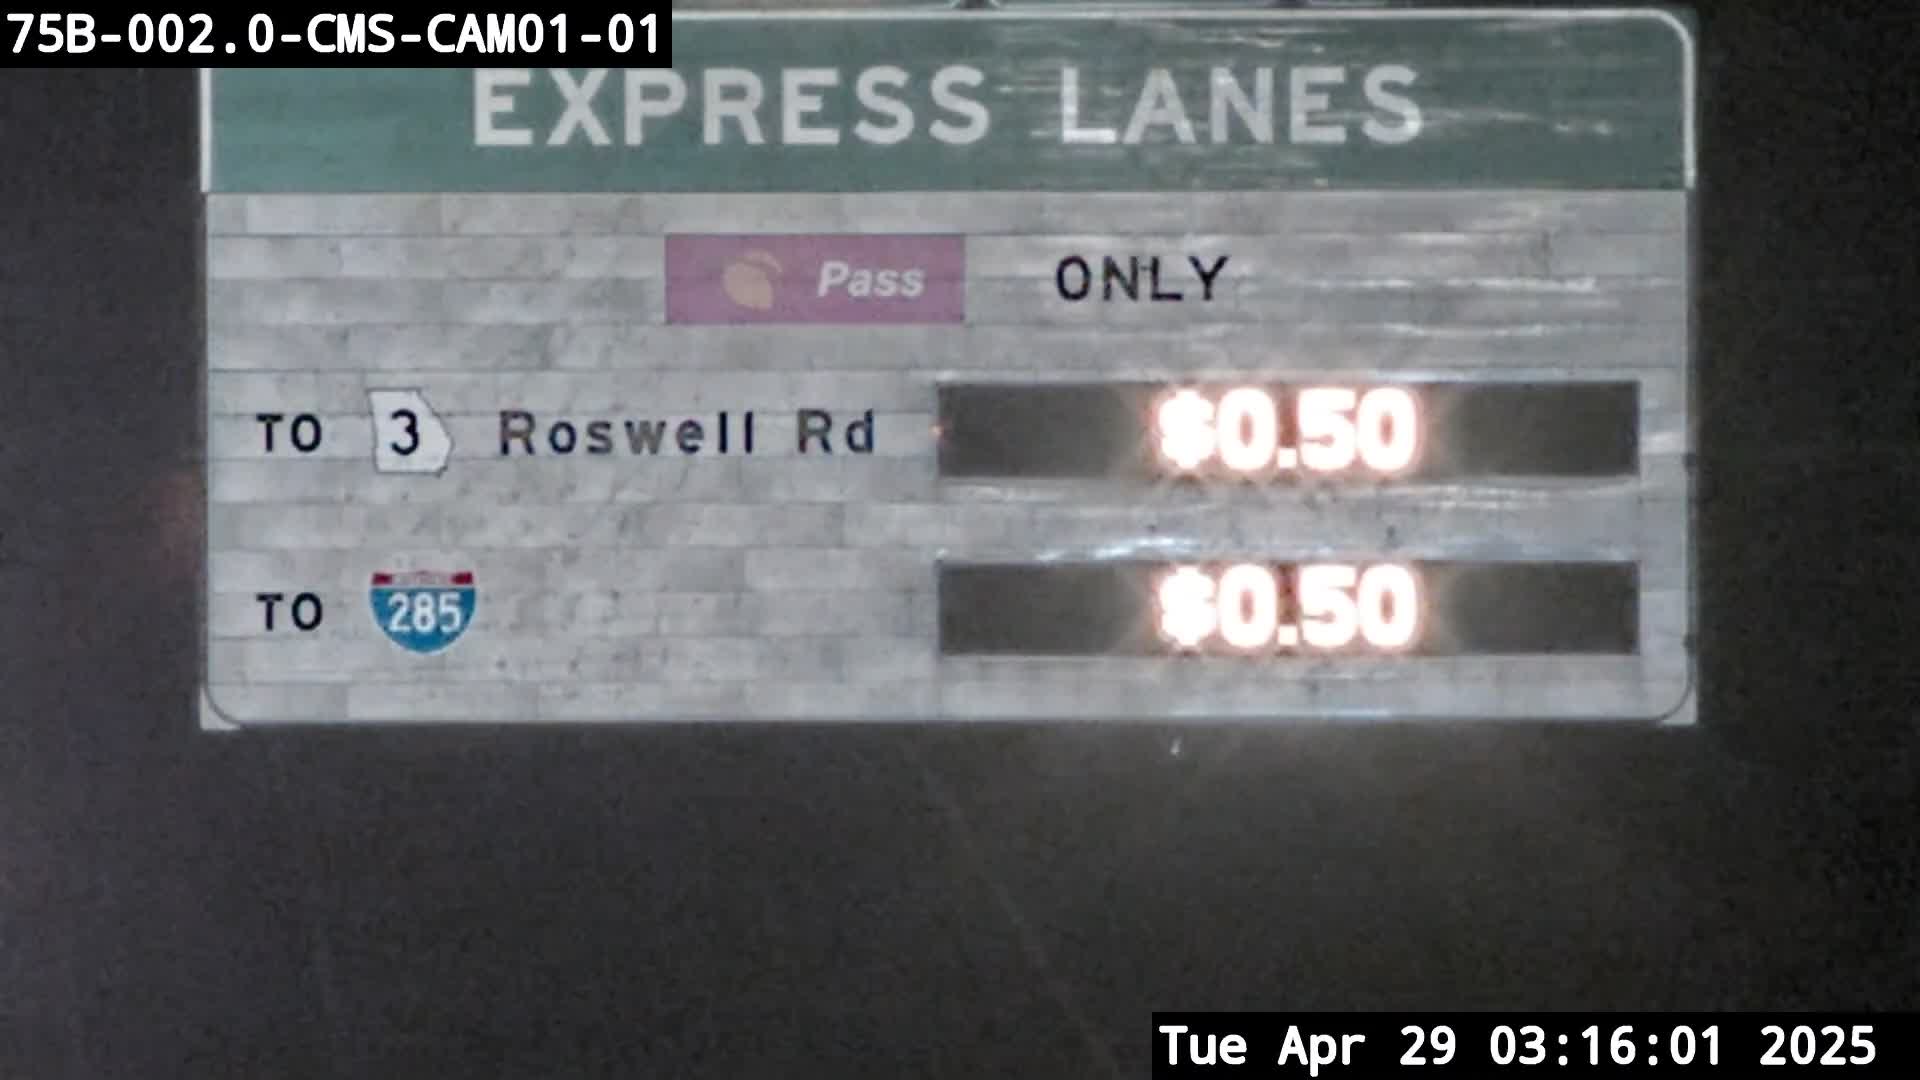 75B-002.0-CMS-CAM01-01
EXPRESS LANES
Pass ONLY
TO 3 Roswell Rd $0.50
TO 285 $0.50
Tue Apr 29 03:16:01 2025